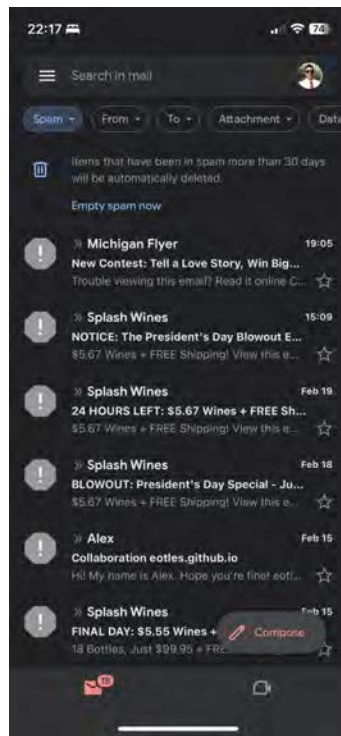 22:17
74
Search in mail
Spam
From
To
Attachment
Date
Items that have been in spam more than 30 days
will be automatically deleted.
Empty spam now
» Michigan Flyer 19:05
New Contest: Tell a Love Story, Win Big...
Trouble viewing this email? Read it online C...
» Splash Wines 15:09
NOTICE: The President's Day Blowout E...
$5.67 Wines + FREE Shipping! View this e...
» Splash Wines Feb 19
24 HOURS LEFT: $5.67 Wines + FREE Sh...
$5.67 Wines + FREE Shipping! View this e...
» Splash Wines Feb 18
BLOWOUT: President's Day Special - Ju...
$5.67 Wines + FREE Shipping! View this e...
» Alex Feb 15
Collaboration eotles.github.io
Hi! My name is Alex. Hope you're fine! eotl...
» Splash Wines Feb 15
FINAL DAY: $5.55 Wines +
18 Bottles, Just $99.95 + FRE
Compose
19